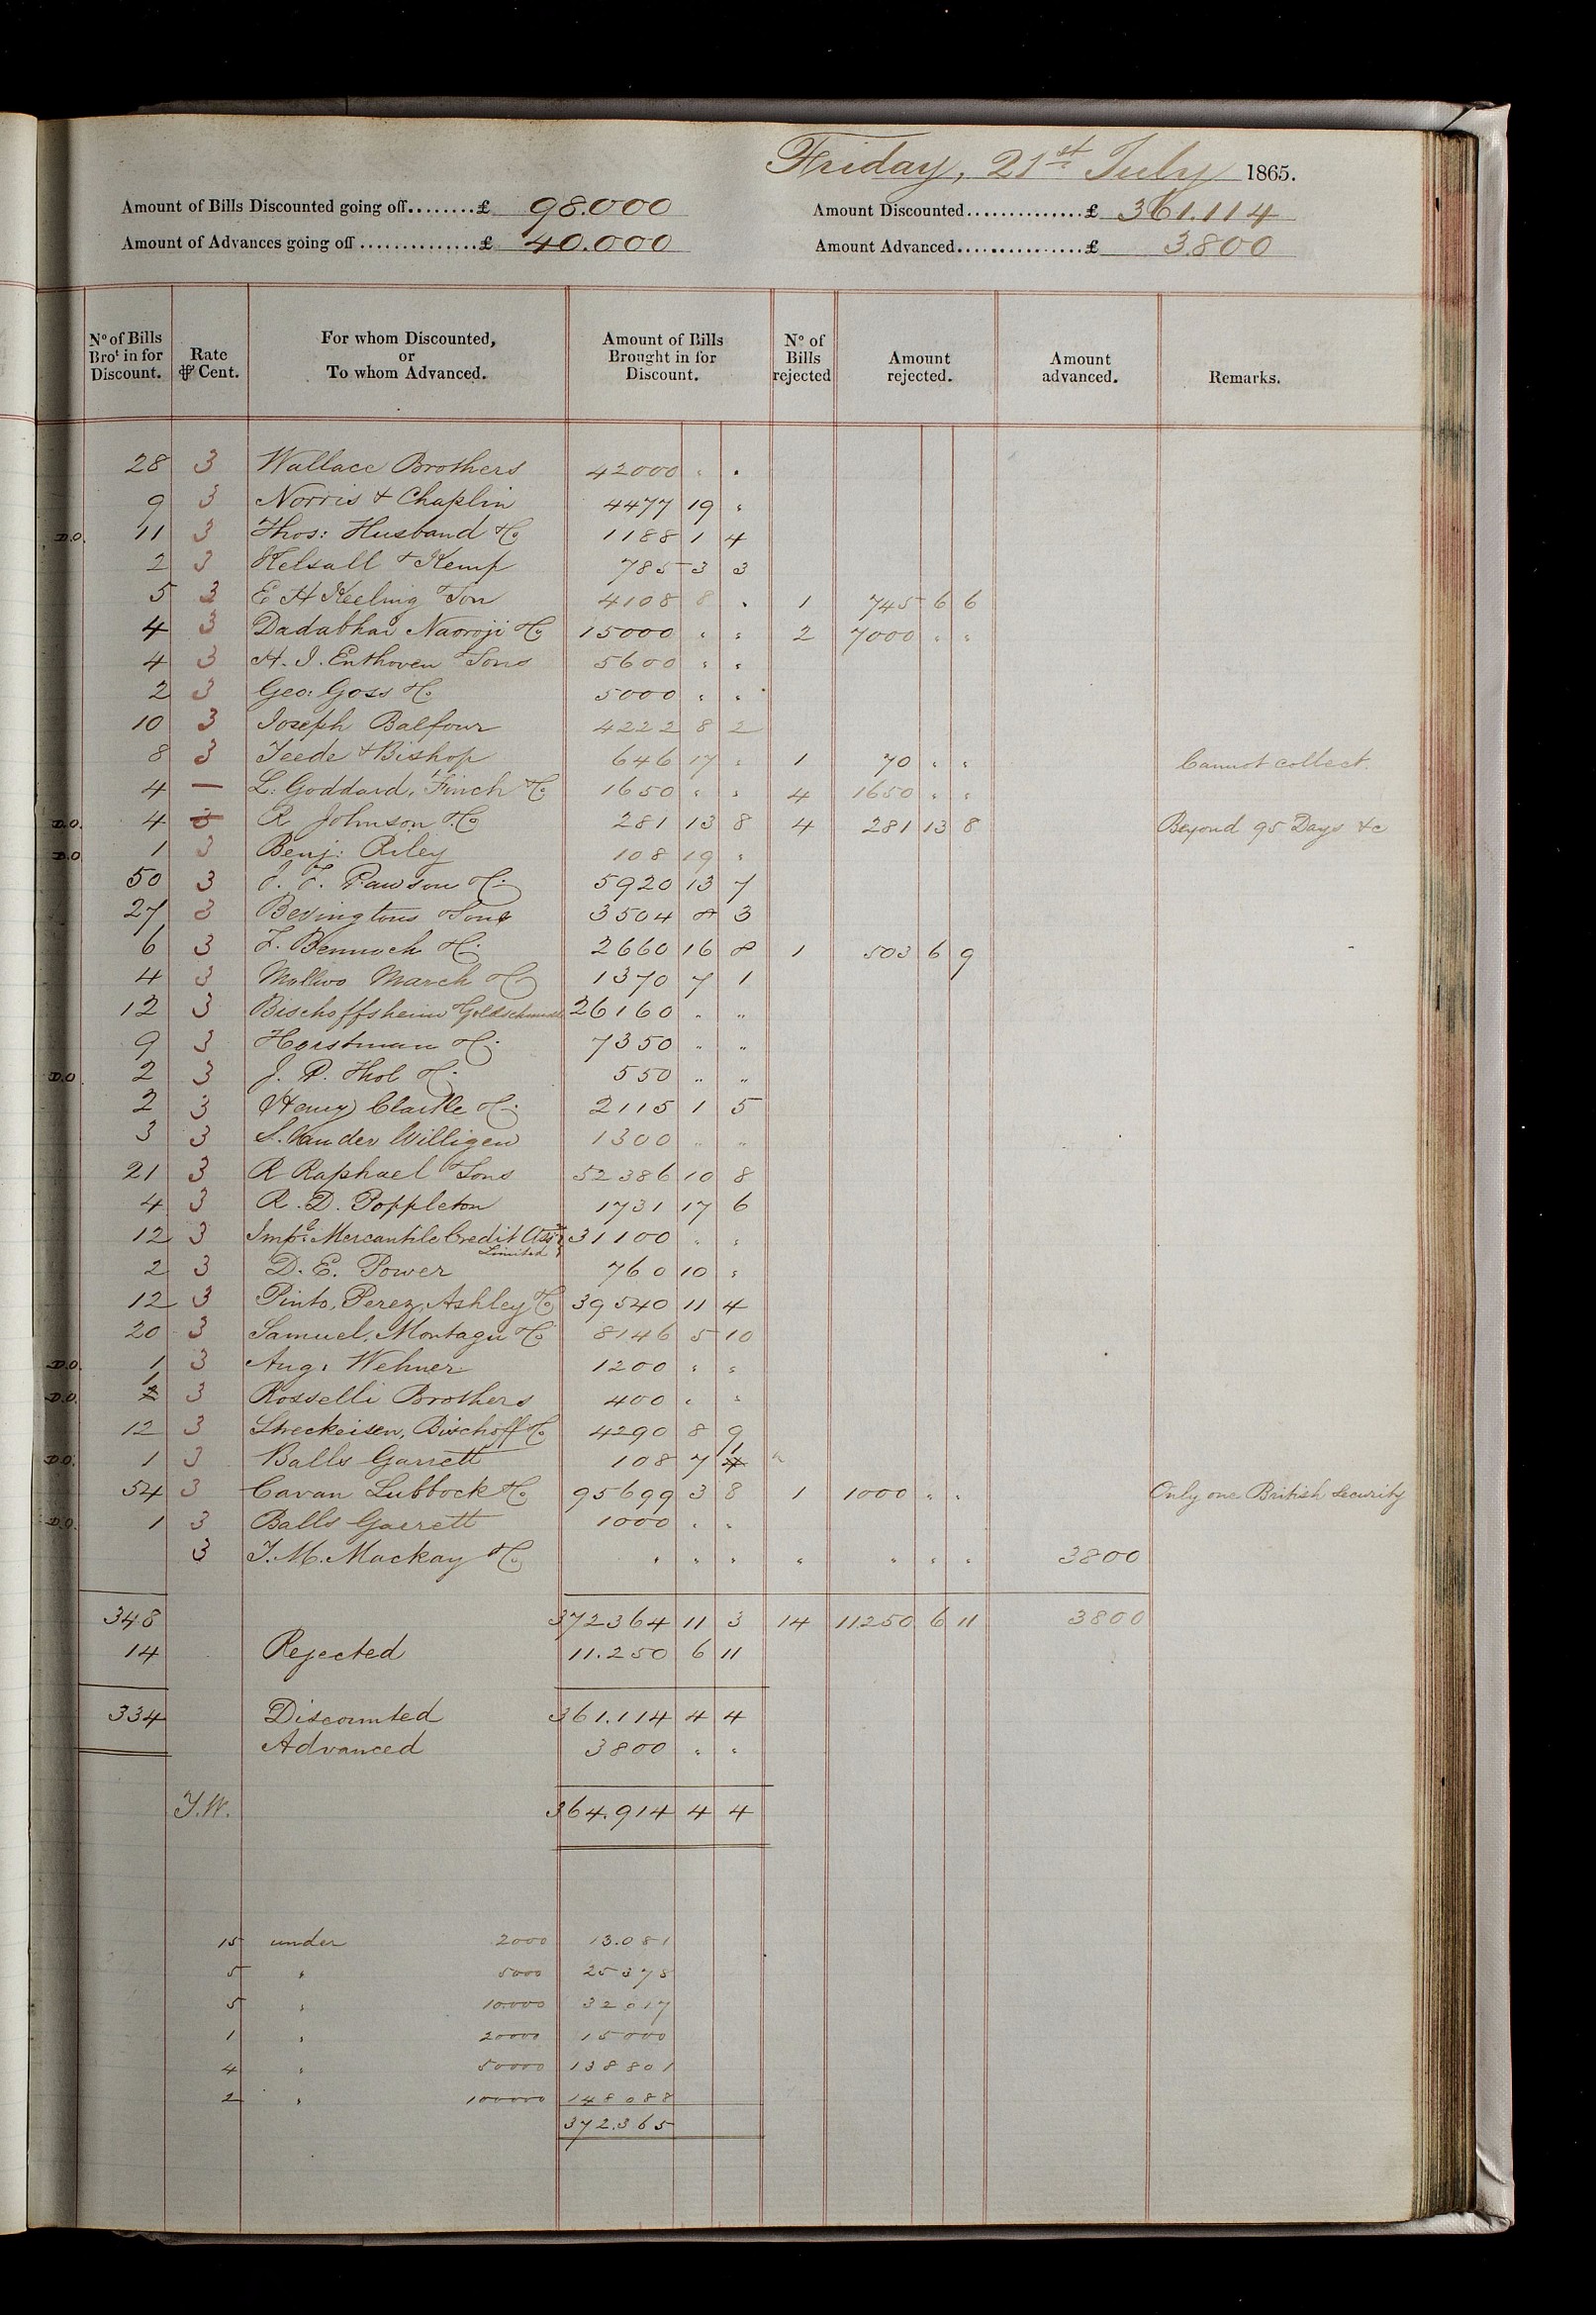 Friday, 21st July 1865.
Amount of Bills Discounted going off........£ 98.000 Amount Discounted..............£ 361.114
Amount of Advances going off..............£ 40.000 Amount Advanced...............£ 3.800
No of Bills Brot in for Discount. Rate ⅌ Cent. For whom Discounted, or To whom Advanced. Amount of Bills Brought in for Discount. No of Bills rejected Amount rejected. Amount advanced. Remarks.
28 3 Wallace Brothers 42000 " "
9 3 Norris & Chaplin 4477 19 "
D.O. 11 3 Thos: Husband & Co 1188 1 4
2 3 Kelsall & Kemp 785 3 3
5 3 E H Keeling & Son 4108 8 " 1 745 6 6
4 3 Dadabhai Naoroji & Co 15000 " " 2 7000 " "
4 3 H. J. Enthoven & Sons 5600 " "
2 3 Geo: Goss & Co 5000 " "
10 3 Joseph Balfour 4222 8 2
8 3 Teede & Bishop 646 17 " 1 70 " " Cannot collect.
4 — L: Goddard, Finch & Co 1650 " " 4 1650 " "
D.O. 4 3 R Johnson & Co 281 13 8 4 281 13 8 Beyond 95 Days &c
D.O 1 3 Benj: Riley 108 19 "
50 3 J. F. Pawson & Co 5920 13 7
27 3 Bevingtons & Sons 3504 8 3
6 3 F. Bennoch & Co 2660 16 8 1 503 6 9
4 3 Mollwo March & Co 1370 7 1
12 3 Bischoffsheim Goldschmidt 26160 " "
9 3 Horstman & Co 7350 " "
D.O 2 3 J. P. Thol & Co 550 " "
2 3 Henry Clarke & Co 2115 1 5
3 3 S. Van der Willigen 1300 " "
21 3 R Raphael & Sons 52386 10 8
4 3 R. D. Poppleton 1731 17 6
12 3 Impl: Mercantile Credit Assn 31100 " "
Limited
2 3 D. E. Power 760 10 "
12 3 Pinto, Perez, Ashley & Co 39540 11 4
20 3 Samuel, Montagu & Co 8146 5 10
D.O. 1 3 Aug: Wehner 1200 " "
D.O. 1 3 Rosselli Brothers 400 " "
12 3 Streckeisen, Bischoff & Co 4290 8 9
D.O. 1 3 Balls Garrett 108 7 1
54 3 Cavan Lubbock & Co 95699 3 8 1 1000 " " Only one British Security
D.O. 1 3 Balls Garrett 1000 " "
3 T. M. Mackay & Co " " " " " " " 3800
348 372364 11 3 14 11250 6 11 3800
14 Rejected 11.250 6 11
334 Discounted 361.114 4 4
Advanced 3800 " "
T.W. 364.914 4 4
15 under 2000 13.081
5 " 5000 25378
5 " 10.000 32017
1 " 20000 15000
4 " 50000 138801
2 " 100000 148088
372.365